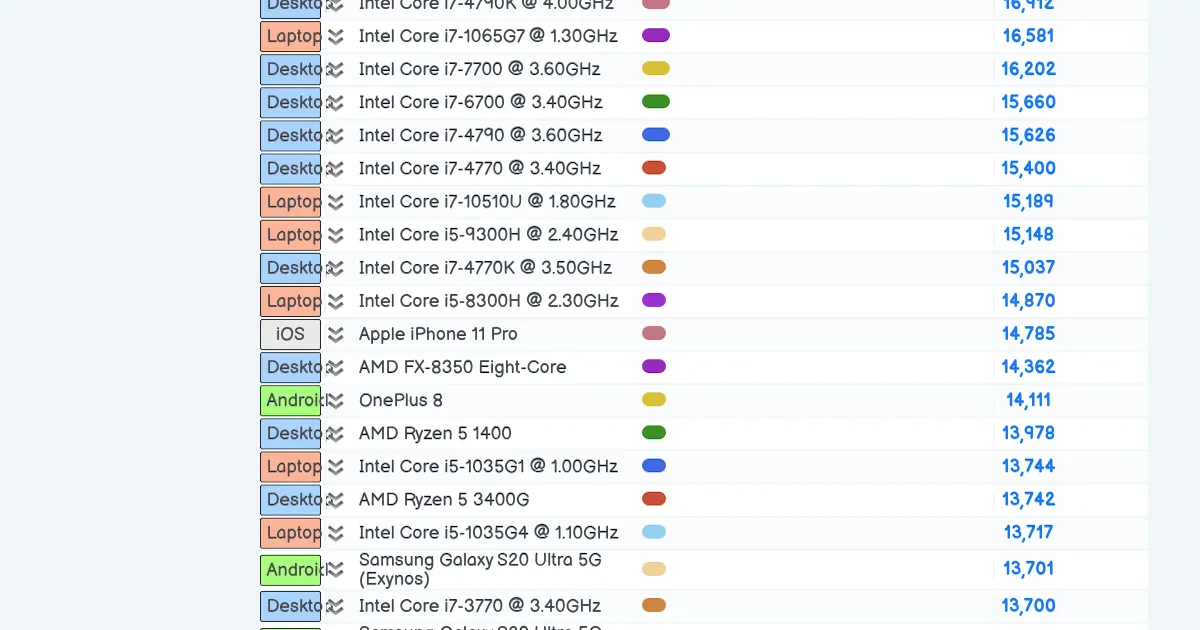 Deskto Intel Core i7-4790K @ 4.00GHz 16,912
Laptop Intel Core i7-1065G7 @ 1.30GHz 16,581
Deskto Intel Core i7-7700 @ 3.60GHz 16,202
Deskto Intel Core i7-6700 @ 3.40GHz 15,660
Deskto Intel Core i7-4790 @ 3.60GHz 15,626
Deskto Intel Core i7-4770 @ 3.40GHz 15,400
Laptop Intel Core i7-10510U @ 1.80GHz 15,189
Laptop Intel Core i5-9300H @ 2.40GHz 15,148
Deskto Intel Core i7-4770K @ 3.50GHz 15,037
Laptop Intel Core i5-8300H @ 2.30GHz 14,870
iOS Apple iPhone 11 Pro 14,785
Deskto AMD FX-8350 Eight-Core 14,362
Android OnePlus 8 14,111
Deskto AMD Ryzen 5 1400 13,978
Laptop Intel Core i5-1035G1 @ 1.00GHz 13,744
Deskto AMD Ryzen 5 3400G 13,742
Laptop Intel Core i5-1035G4 @ 1.10GHz 13,717
Android Samsung Galaxy S20 Ultra 5G
(Exynos) 13,701
Deskto Intel Core i7-3770 @ 3.40GHz 13,700
Samsung Galaxy S20 Ultra 5G